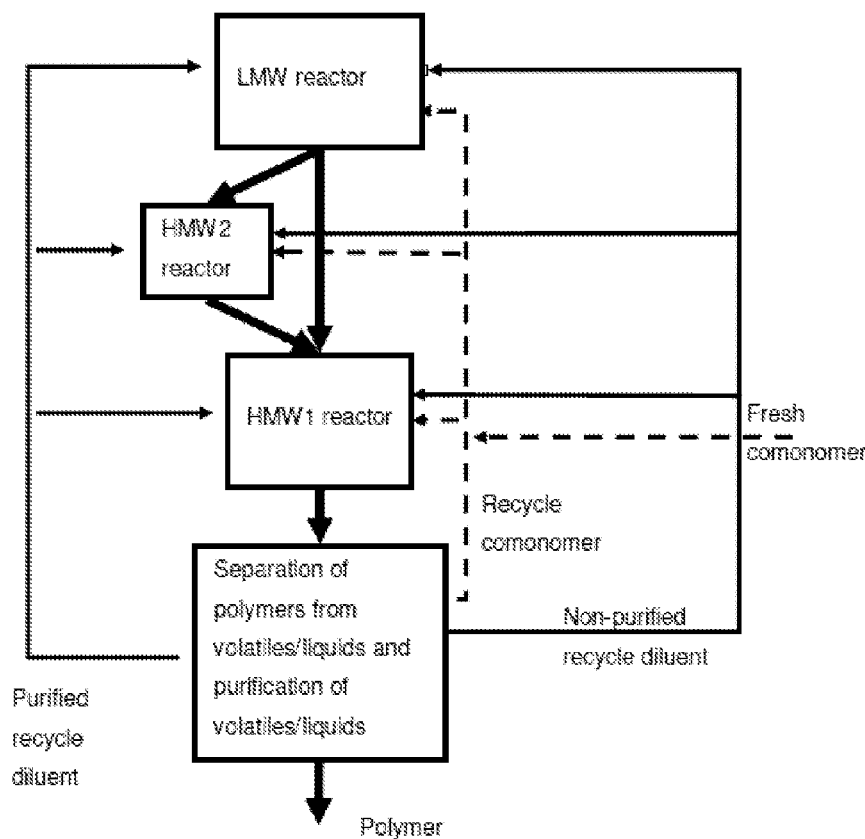 LMW reactor
HMW2
reactor
HMW1 reactor
Fresh
comonomer
Recycle
comonomer
Separation of
polymers from
volatiles/liquids and
purification of
volatiles/liquids
Non-purified
recycle diluent
Purified
recycle
diluent
Polymer